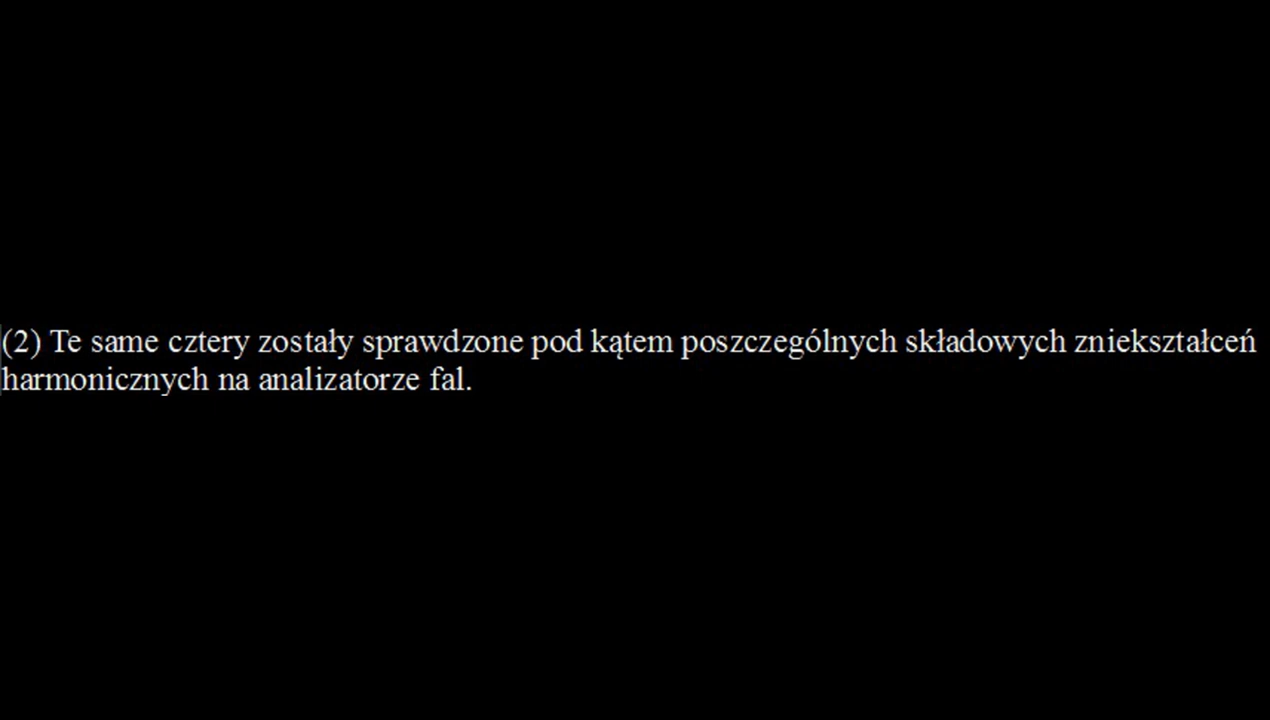 (2) Te same cztery zostały sprawdzone pod kątem poszczególnych składowych zniekształceń
harmonicznych na analizatorze fal.